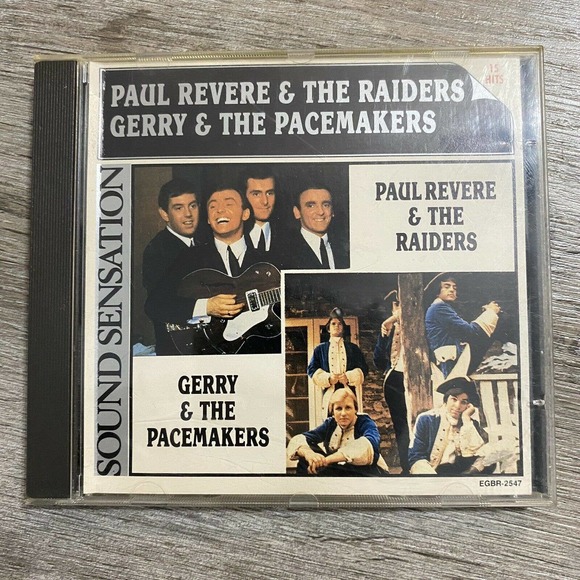 PAUL REVERE & THE RAIDERS
GERRY & THE PACEMAKERS
15
HITS
SOUND SENSATION
PAUL REVERE
& THE
RAIDERS
GERRY
& THE
PACEMAKERS
EGBR-2547